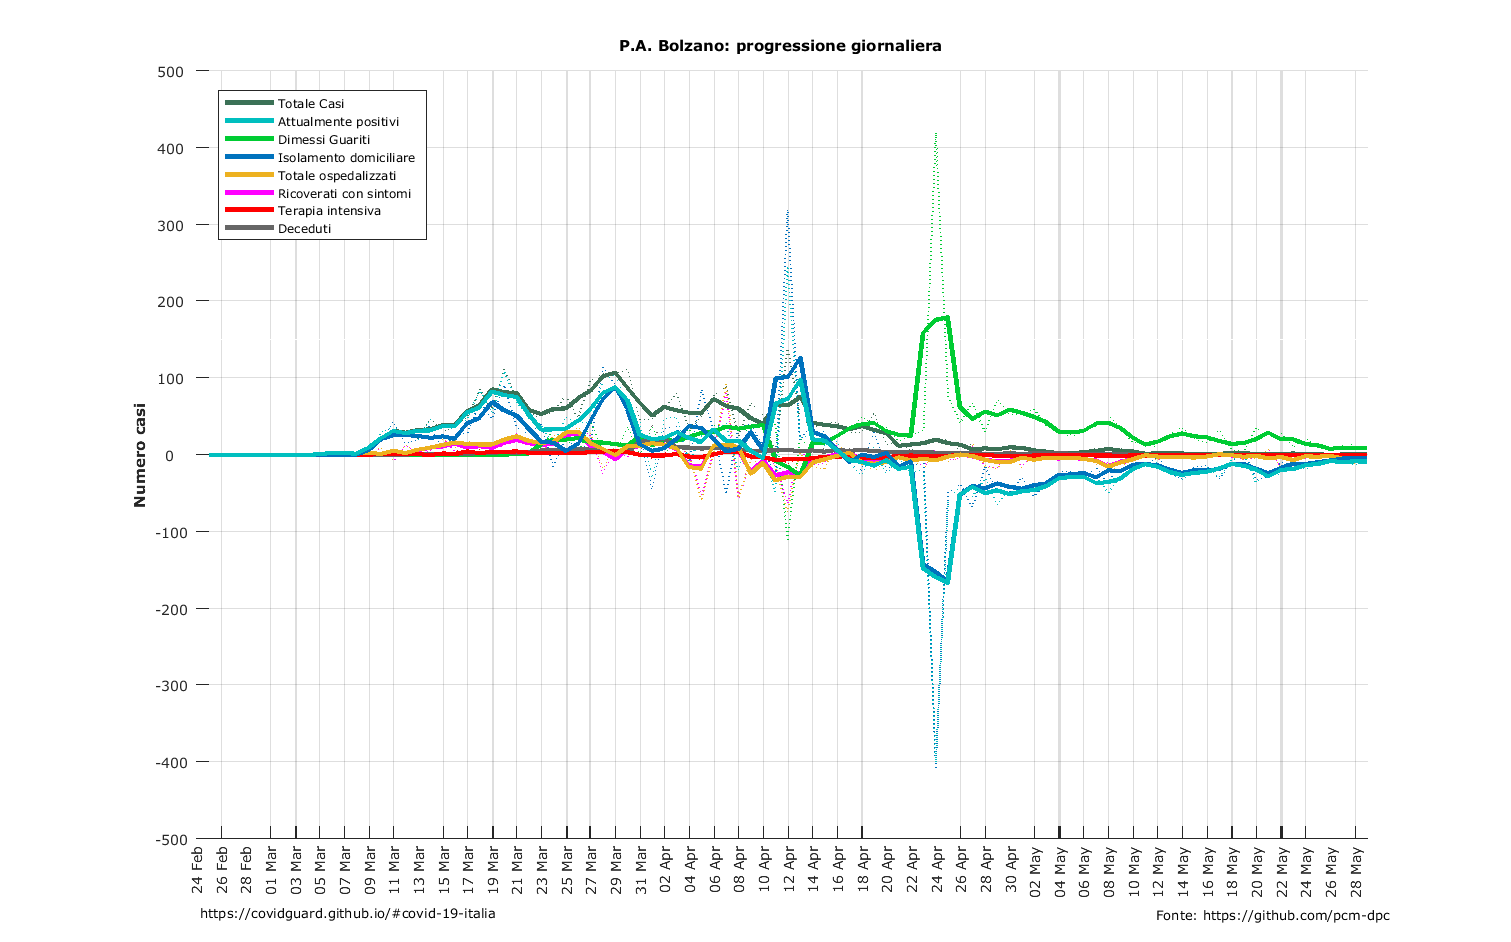 P.A. Bolzano: progressione giornaliera
Numero casi
500
400
300
200
100
0
-100
-200
-300
-400
-500
Totale Casi
Attualmente positivi
Dimessi Guariti
Isolamento domiciliare
Totale ospedalizzati
Ricoverati con sintomi
Terapia intensiva
Deceduti
24 Feb
26 Feb
28 Feb
01 Mar
03 Mar
05 Mar
07 Mar
09 Mar
11 Mar
13 Mar
15 Mar
17 Mar
19 Mar
21 Mar
23 Mar
25 Mar
27 Mar
29 Mar
31 Mar
02 Apr
04 Apr
06 Apr
08 Apr
10 Apr
12 Apr
14 Apr
16 Apr
18 Apr
20 Apr
22 Apr
24 Apr
26 Apr
28 Apr
30 Apr
02 May
04 May
06 May
08 May
10 May
12 May
14 May
16 May
18 May
20 May
22 May
24 May
26 May
28 May
https://covidguard.github.io/#covid-19-italia
Fonte: https://github.com/pcm-dpc